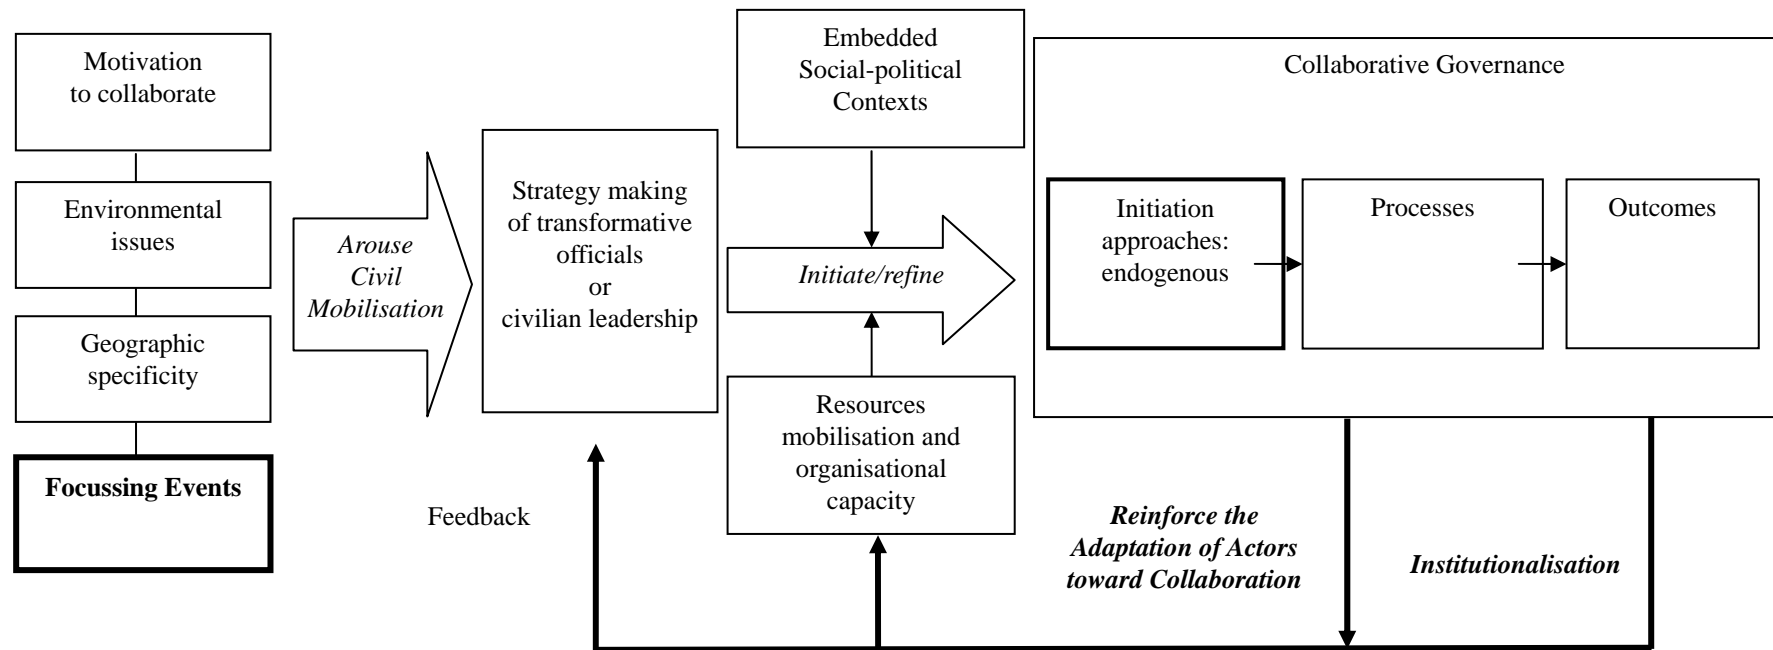 Motivation
to collaborate
Environmental
issues
Geographic
specificity
Focussing Events
Arouse
Civil
Mobilisation
Strategy making
of transformative
officials
or
civilian leadership
Embedded
Social-political
Contexts
Initiate/refine
Resources
mobilisation and
organisational
capacity
Collaborative Governance
Initiation
approaches:
endogenous
Processes
Outcomes
Feedback
Reinforce the
Adaptation of Actors
toward Collaboration
Institutionalisation